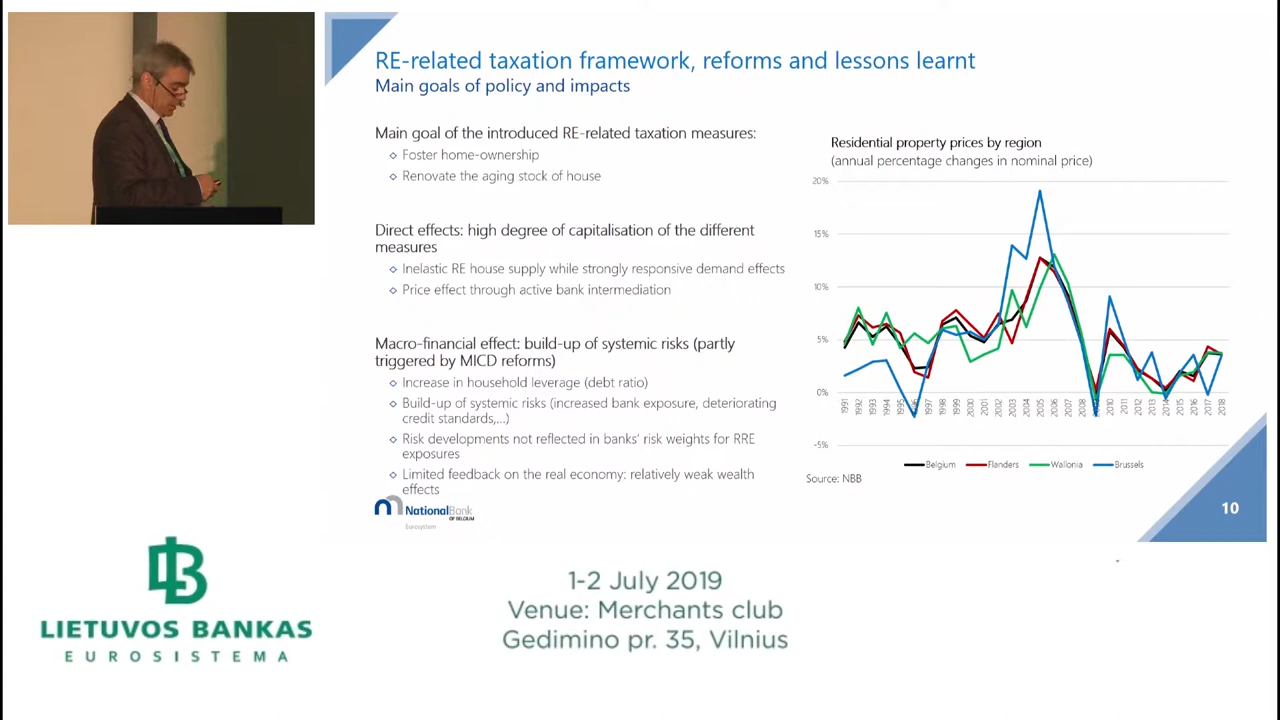 RE-related taxation framework, reforms and lessons learnt
Main goals of policy and impacts
Main goal of the introduced RE-related taxation measures:
Foster home-ownership
Renovate the aging stock of house
Direct effects: high degree of capitalisation of the different
measures
Inelastic RE house supply while strongly responsive demand effects
Price effect through active bank intermediation
Macro-financial effect: build-up of systemic risks (partly
triggered by MICD reforms)
Increase in household leverage (debt ratio)
Build-up of systemic risks (increased bank exposure, deteriorating
credit standards,...)
Risk developments not reflected in banks' risk weights for RRE
exposures
Limited feedback on the real economy: relatively weak wealth
effects
NationalBank
OF BELGIUM
Eurosystem
Residential property prices by region
(annual percentage changes in nominal price)
20%
15%
10%
5%
0%
-5%
1991 1992 1993 1994 1995 1996 1997 1998 1999 2000 2001 2002 2003 2004 2005 2006 2007 2008 2009 2010 2011 2012 2013 2014 2015 2016 2017 2018
Belgium Flanders Wallonia Brussels
Source: NBB
10
LIETUVOS BANKAS
EUROSISTEMA
1-2 July 2019
Venue: Merchants club
Gedimino pr. 35, Vilnius